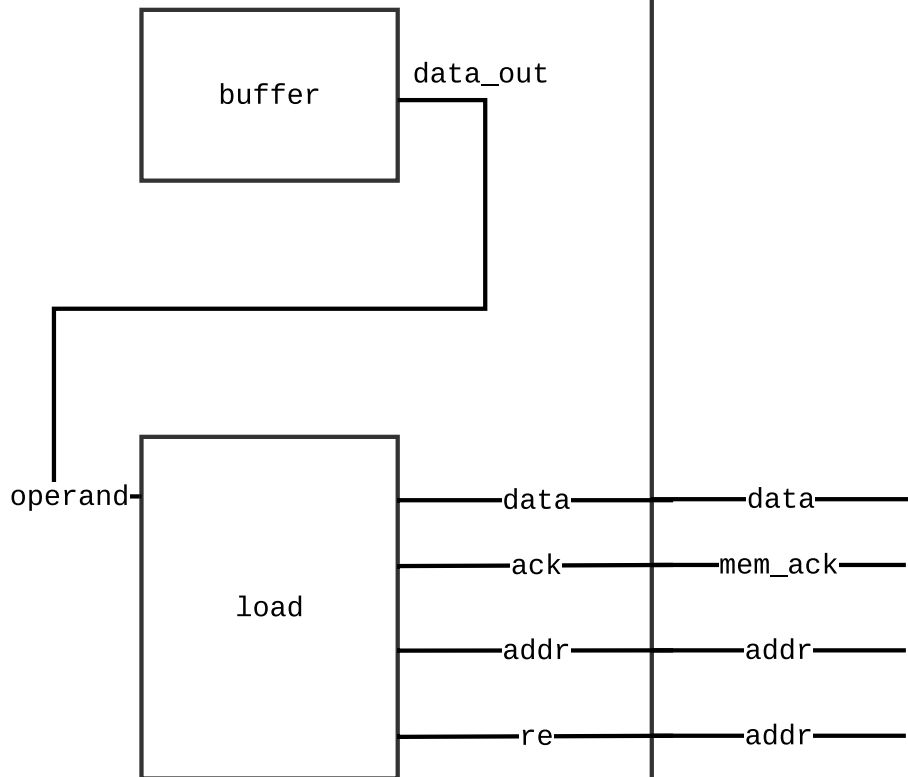 data_out
buffer
operand
data
data
ack
mem_ack
load
addr
addr
re
addr